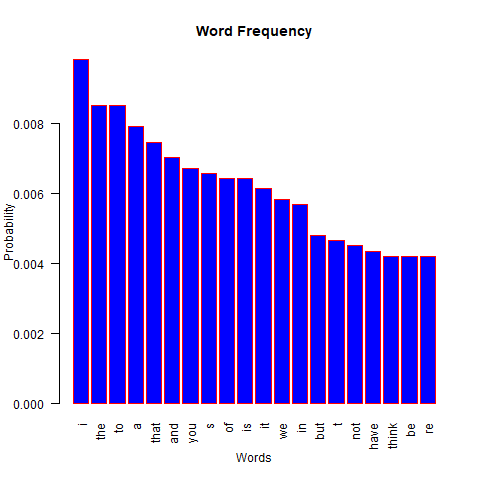 Word Frequency
Probability
0.008
0.006
0.004
0.002
0.000
i the to a that and you s of is it we in but t not have think be re
Words